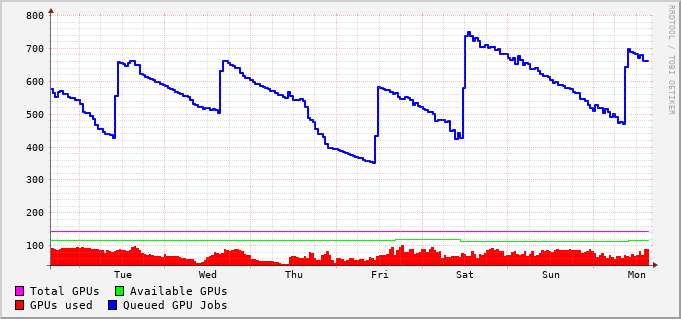 800
700
600
500
400
300
200
100
Tue Wed Thu Fri Sat Sun Mon
Total GPUs Available GPUs
GPUs used Queued GPU Jobs
RRDTOOL / TOBI OETIKER